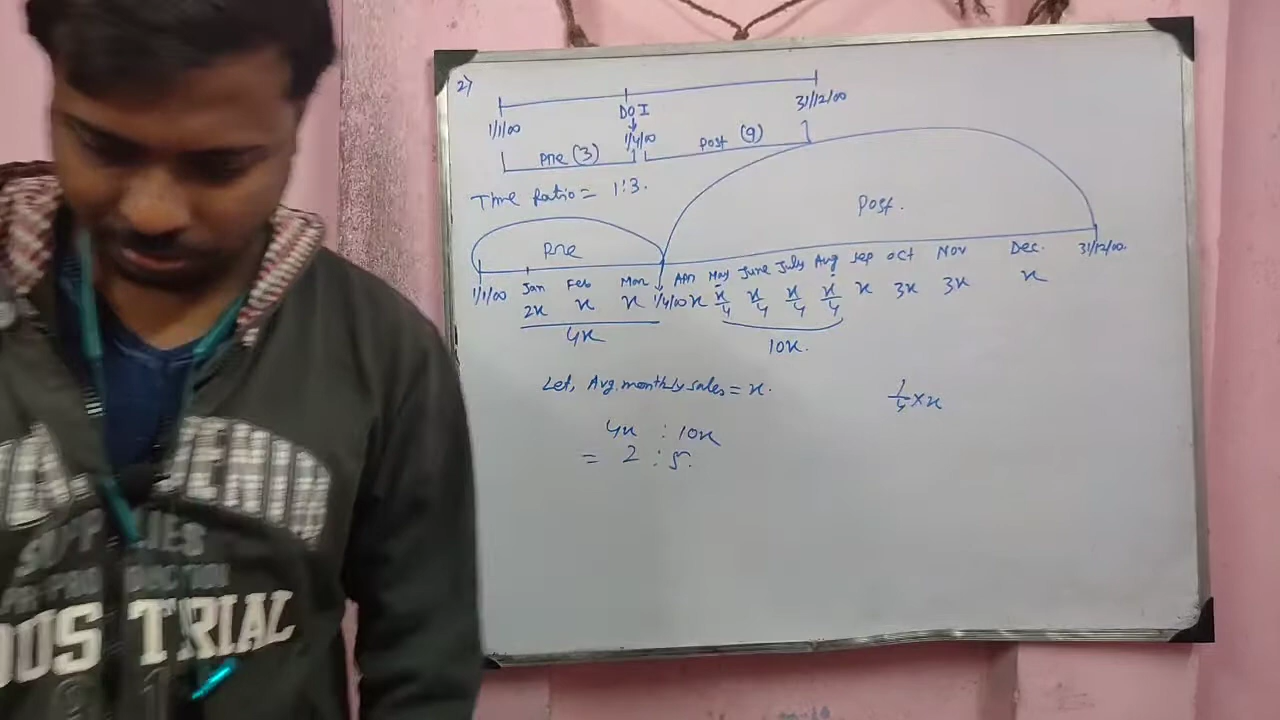 2)
1/1/00 DOI 31/12/00
1/4/00
Pre (3) Post (9)
Time Ratio = 1:3.
Pre Post.
1/1/00 Jan Feb Mar 1/4/00 Apr May June July Aug Sep Oct Nov Dec. 31/12/00
2x x x x x/4 x/4 x/4 x/4 x 3x 3x x
4x 10x.
Let, Avg. monthly sales = x. 1/4 × x
4x : 10x
= 2 : 5.
SUPPLIES